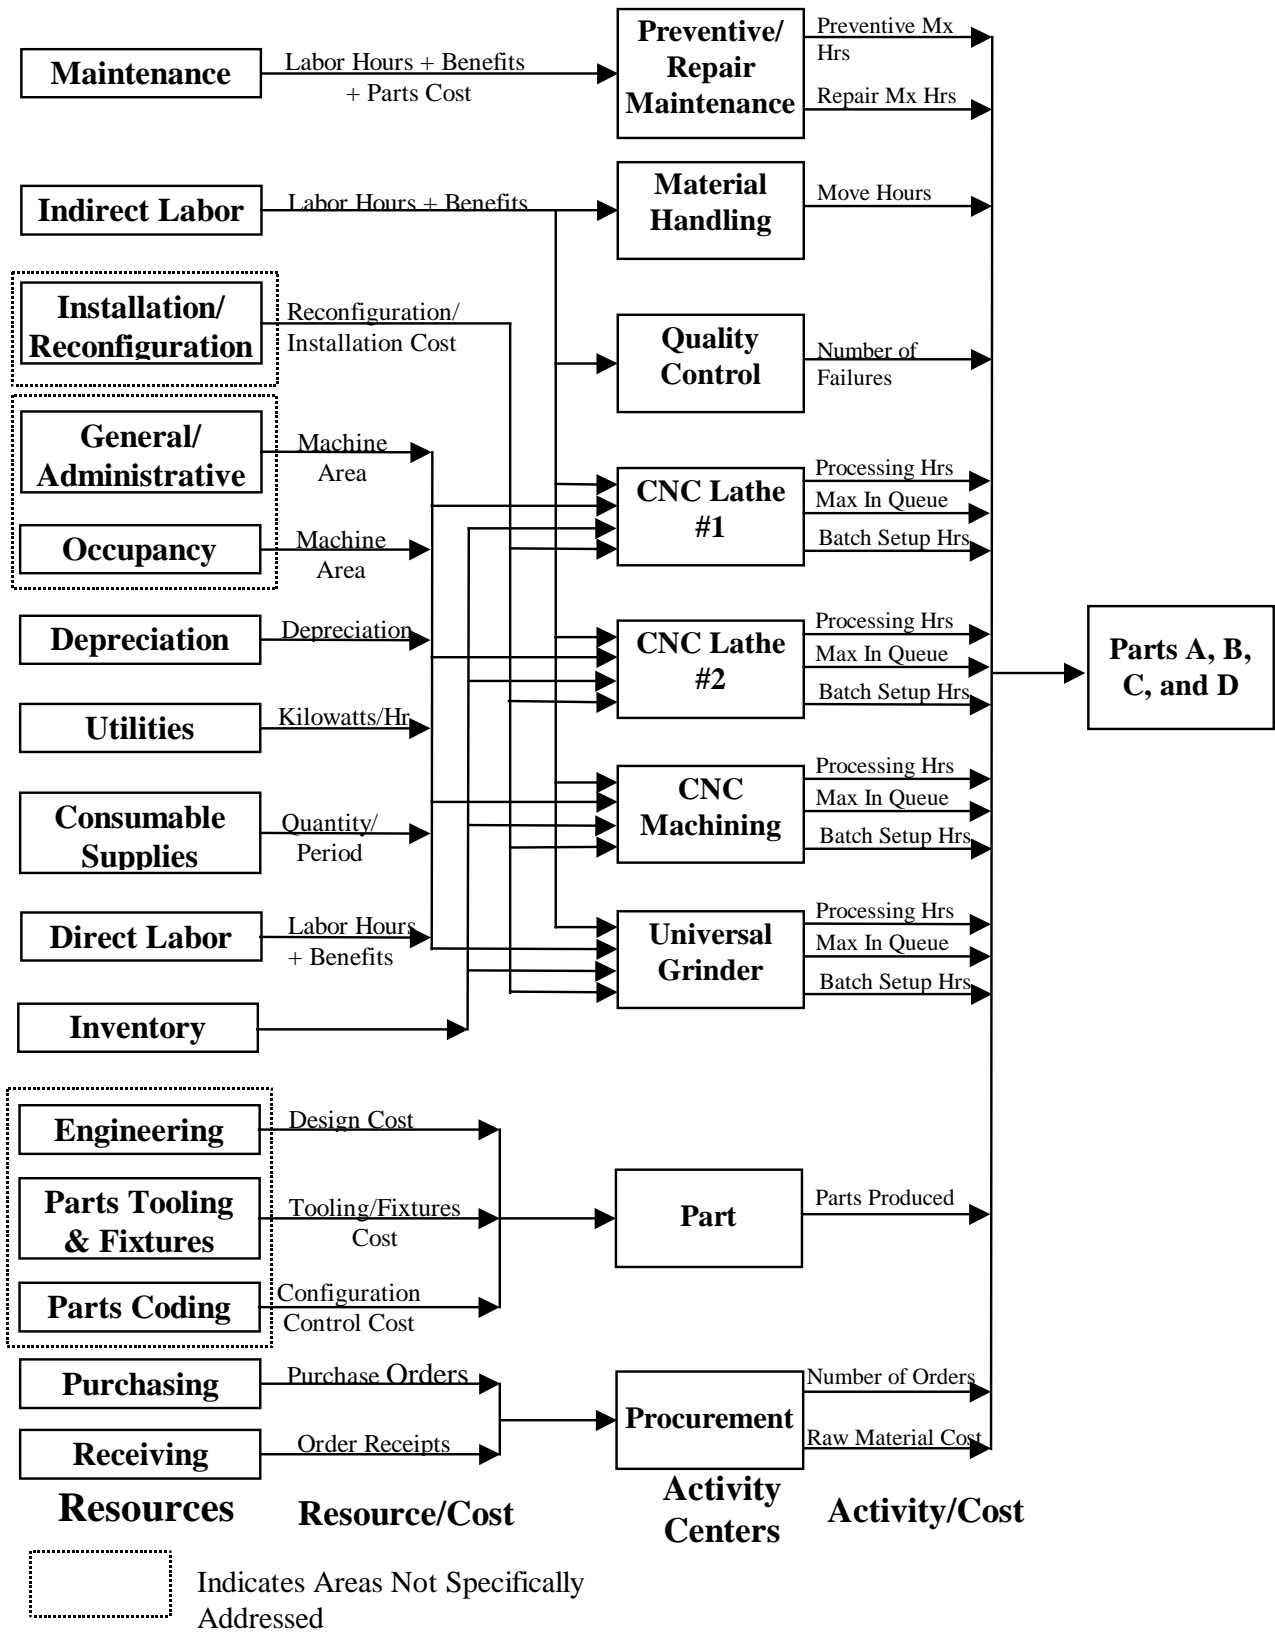 Maintenance
Labor Hours + Benefits
+ Parts Cost
Preventive/
Repair
Maintenance
Preventive Mx
Hrs
Repair Mx Hrs
Indirect Labor
Labor Hours + Benefits
Material
Handling
Move Hours
Installation/
Reconfiguration
Reconfiguration/
Installation Cost
Quality
Control
Number of
Failures
General/
Administrative
Machine
Area
Occupancy
Machine
Area
CNC Lathe
#1
Processing Hrs
Max In Queue
Batch Setup Hrs
Depreciation
Depreciation
CNC Lathe
#2
Processing Hrs
Max In Queue
Batch Setup Hrs
Parts A, B,
C, and D
Utilities
Kilowatts/Hr
Consumable
Supplies
Quantity/
Period
CNC
Machining
Processing Hrs
Max In Queue
Batch Setup Hrs
Direct Labor
Labor Hours
+ Benefits
Universal
Grinder
Processing Hrs
Max In Queue
Batch Setup Hrs
Inventory
Engineering
Design Cost
Parts Tooling
& Fixtures
Tooling/Fixtures
Cost
Part
Parts Produced
Parts Coding
Configuration
Control Cost
Purchasing
Purchase Orders
Receiving
Order Receipts
Procurement
Number of Orders
Raw Material Cost
Resources
Resource/Cost
Activity
Centers
Activity/Cost
Indicates Areas Not Specifically
Addressed